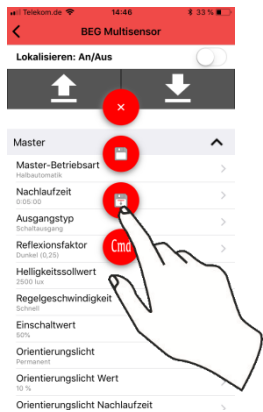 Telekom.de 14:46 33 %
BEG Multisensor
Lokalisieren: An/Aus
×
Master
Master-Betriebsart
Halbautomatik
Nachlaufzeit
0:05:00
Ausgangstyp
Schaltausgang
Reflexionsfaktor
Dunkel (0,25)
Cmd
Helligkeitssollwert
2500 lux
Regelgeschwindigkeit
Schnell
Einschaltwert
50%
Orientierungslicht
Permanent
Orientierungslicht Wert
10 %
Orientierungslicht Nachlaufzeit